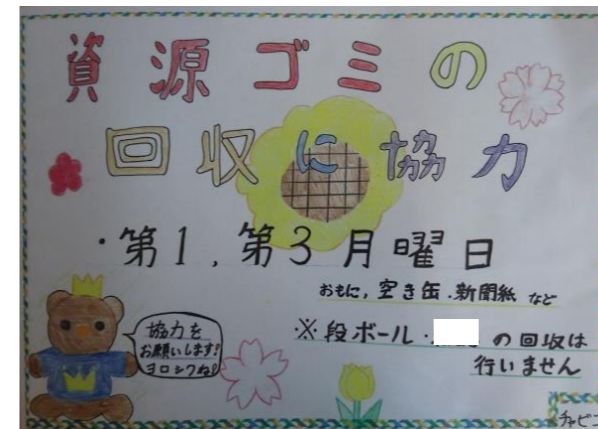 資源ゴミの
回収に協力
・第1,第3月曜日
おもに,空き缶.新聞紙 など
・※段ボール・
の回収は
行いません
協力を
お願いします!
ヨロシクね!